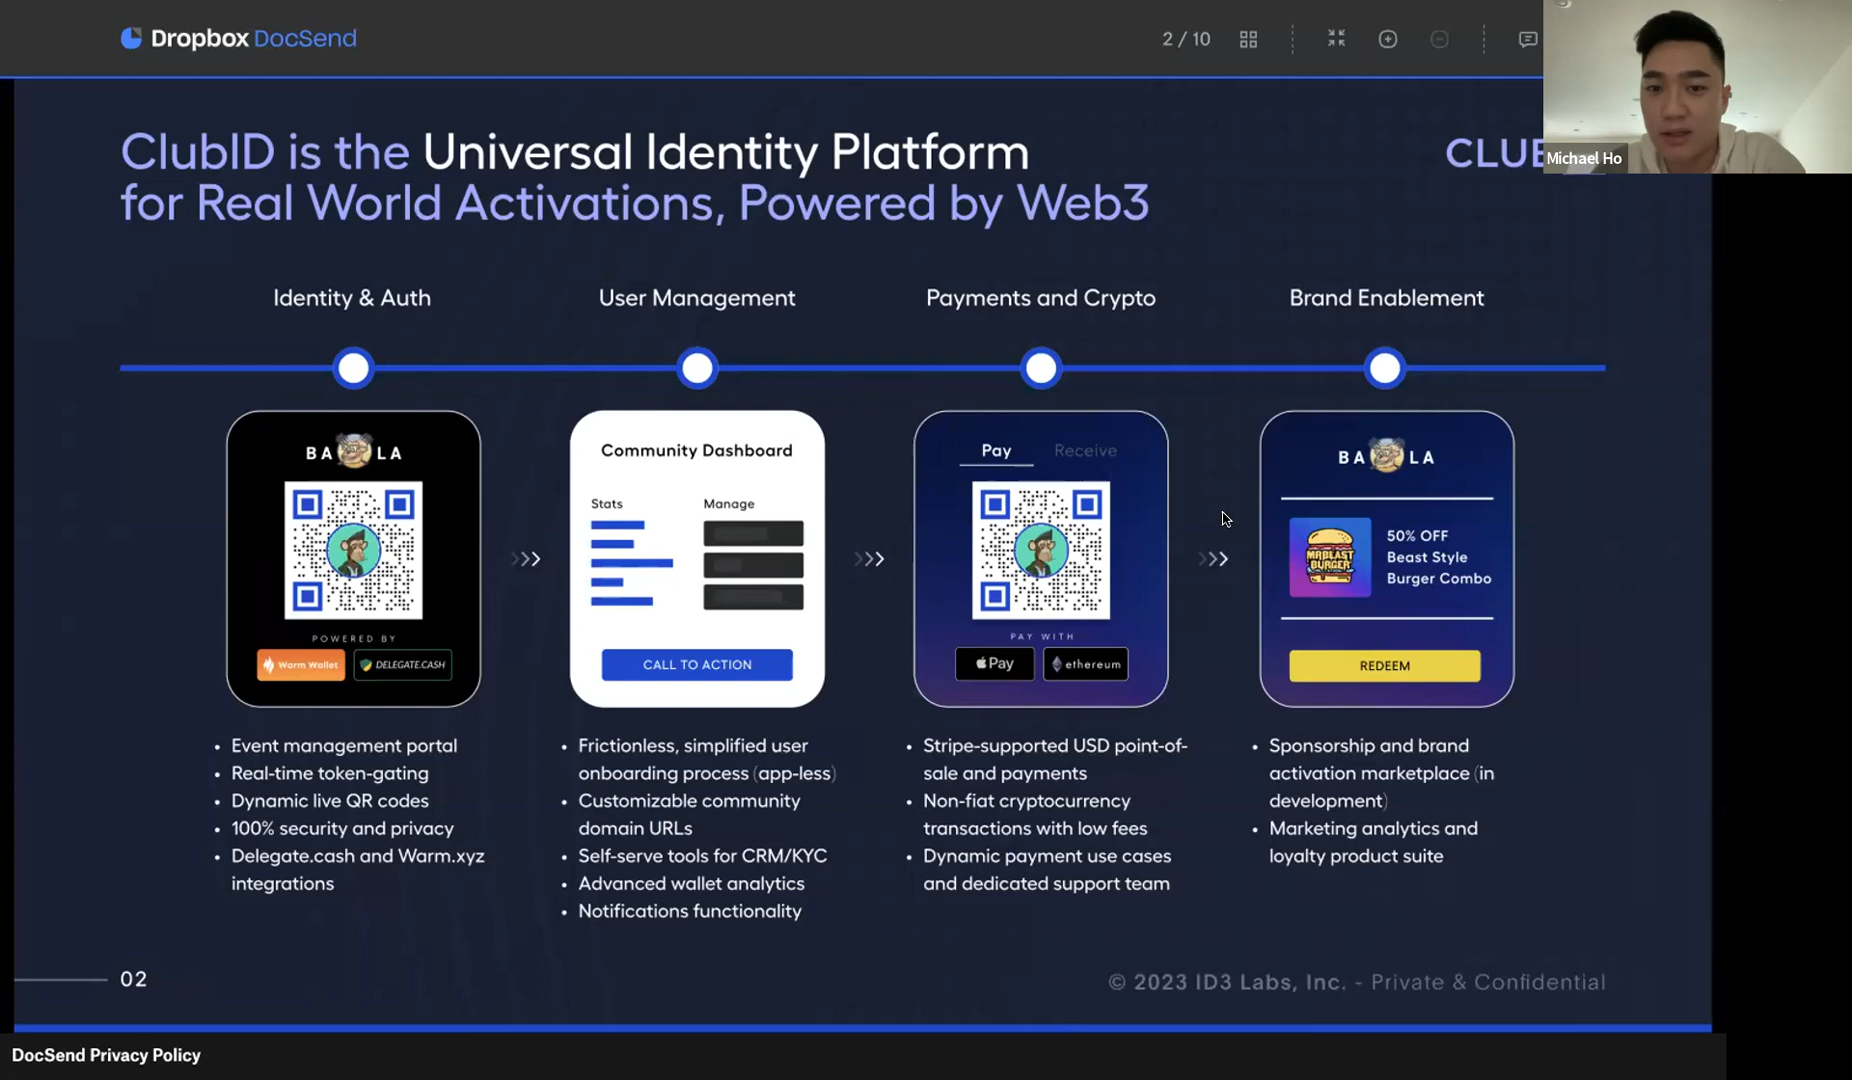 Dropbox DocSend
2 / 10
Michael Ho
ClubID is the Universal Identity Platform
for Real World Activations, Powered by Web3
Identity & Auth
User Management
Payments and Crypto
Brand Enablement
BA LA
POWERED BY
Warm Wallet
DELEGATE.CASH
Community Dashboard
Stats
Manage
CALL TO ACTION
Pay
Receive
PAY WITH
Pay
ethereum
BA LA
MRBEAST
BURGER
50% OFF
Beast Style
Burger Combo
REDEEM
• Event management portal
• Real-time token-gating
• Dynamic live QR codes
• 100% security and privacy
• Delegate.cash and Warm.xyz
integrations
• Frictionless, simplified user
onboarding process (app-less)
• Customizable community
domain URLs
• Self-serve tools for CRM/KYC
• Advanced wallet analytics
• Notifications functionality
• Stripe-supported USD point-of-
sale and payments
• Non-fiat cryptocurrency
transactions with low fees
• Dynamic payment use cases
and dedicated support team
• Sponsorship and brand
activation marketplace (in
development)
• Marketing analytics and
loyalty product suite
02
© 2023 ID3 Labs, Inc. - Private & Confidential
DocSend Privacy Policy